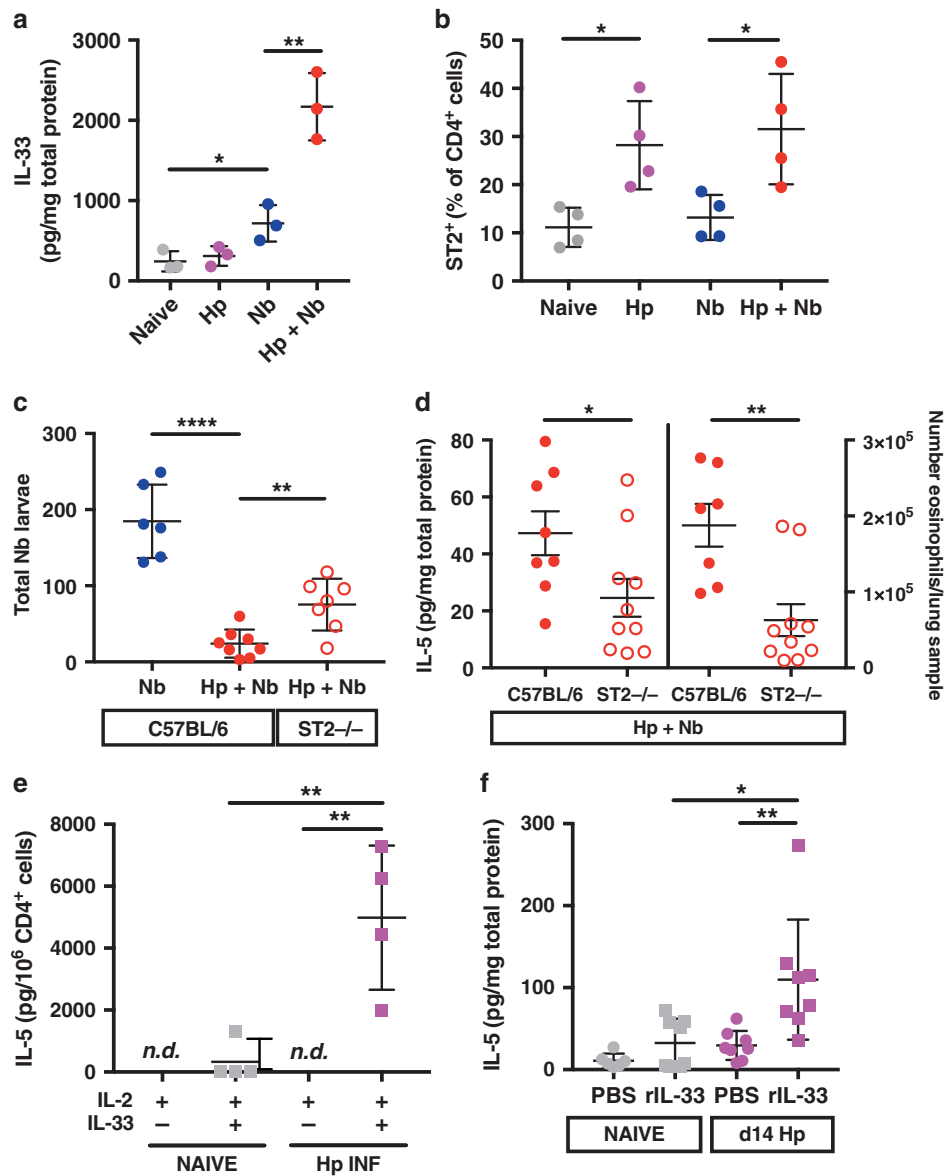 a
IL-33
(pg/mg total protein)
3000
2000
1000
0
*
**
Naive
Hp
Nb
Hp + Nb
b
ST2+ (% of CD4+ cells)
50
40
30
20
10
0
*
*
Naive
Hp
Nb
Hp + Nb
c
Total Nb larvae
300
200
100
0
****
**
Nb
Hp + Nb
Hp + Nb
C57BL/6
ST2–/–
d
IL-5 (pg/mg total protein)
80
60
40
20
0
*
**
3×10⁵
2×10⁵
1×10⁵
0
Number eosinophils/lung sample
C57BL/6
ST2–/–
C57BL/6
ST2–/–
Hp + Nb
e
IL-5 (pg/10⁶ CD4⁺ cells)
8000
6000
4000
2000
0
**
**
n.d.
n.d.
IL-2 + + + +
IL-33 – + – +
NAIVE
Hp INF
f
IL-5 (pg/mg total protein)
300
200
100
50
0
*
**
PBS rIL-33 PBS rIL-33
NAIVE
d14 Hp